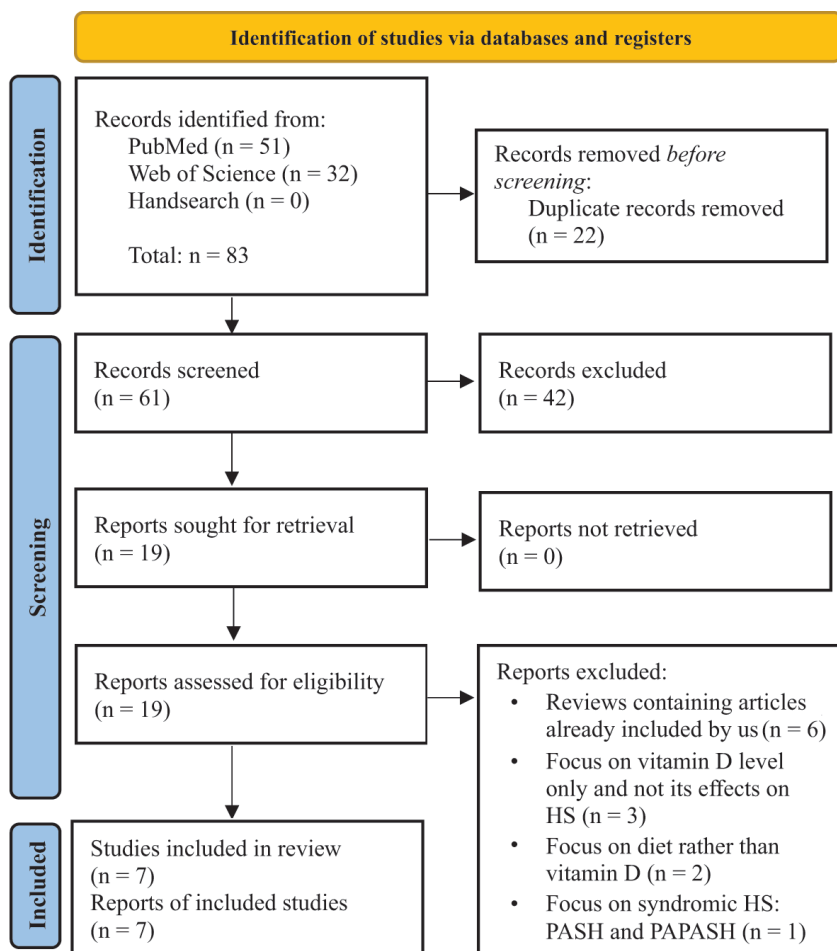 Identification of studies via databases and registers
Identification
Records identified from:
PubMed (n = 51)
Web of Science (n = 32)
Handsearch (n = 0)
Total: n = 83
Records removed before
screening:
Duplicate records removed
(n = 22)
Screening
Records screened
(n = 61)
Records excluded
(n = 42)
Reports sought for retrieval
(n = 19)
Reports not retrieved
(n = 0)
Reports assessed for eligibility
(n = 19)
Reports excluded:
• Reviews containing articles
already included by us (n = 6)
• Focus on vitamin D level
only and not its effects on
HS (n = 3)
• Focus on diet rather than
vitamin D (n = 2)
• Focus on syndromic HS:
PASH and PAPASH (n = 1)
Included
Studies included in review
(n = 7)
Reports of included studies
(n = 7)